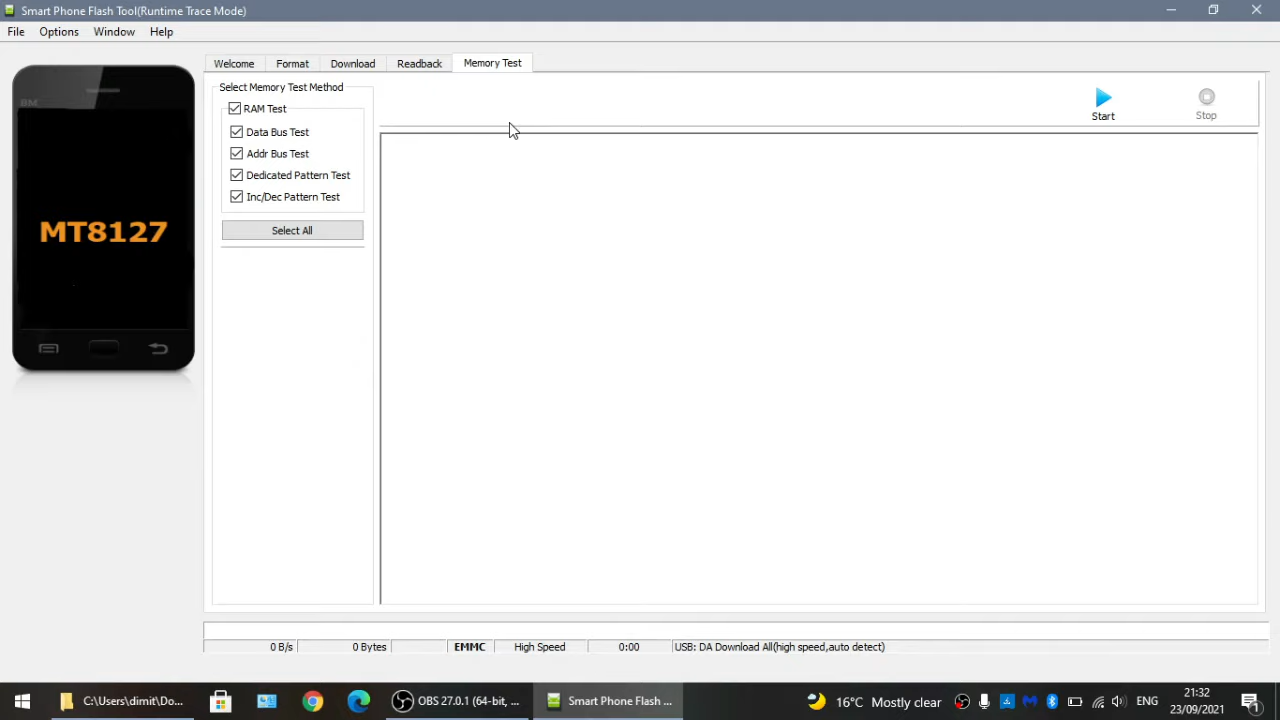 Smart Phone Flash Tool(Runtime Trace Mode)
File Options Window Help
Welcome Format Download Readback Memory Test
Select Memory Test Method
RAM Test
Data Bus Test
Addr Bus Test
Dedicated Pattern Test
Inc/Dec Pattern Test
Select All
Start
Stop
BM
MT8127
0 B/s 0 Bytes EMMC High Speed 0:00 USB: DA Download All(high speed,auto detect)
C:\Users\dimit\Do... OBS 27.0.1 (64-bit, ... Smart Phone Flash ... 16°C Mostly clear ENG 21:32
23/09/2021
1